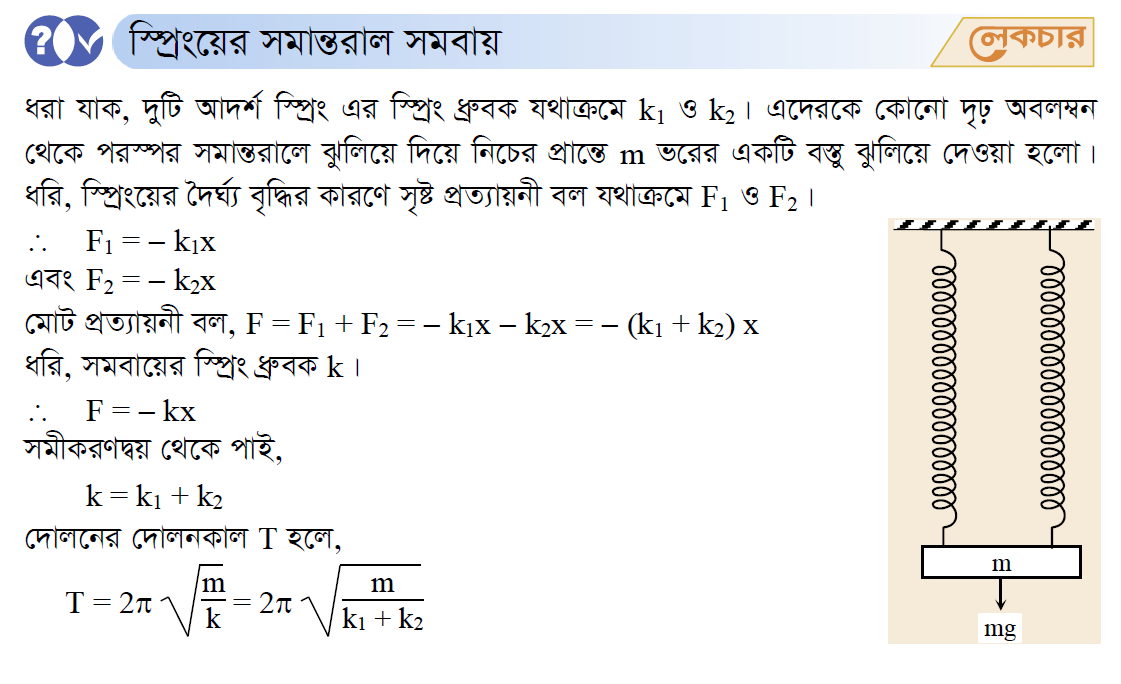 স্প্রিংয়ের সমান্তরাল সমবায়
লেকচার
ধরা যাক, দুটি আদর্শ স্প্রিং এর স্প্রিং ধ্রুবক যথাক্রমে k₁ ও k₂। এদেরকে কোনো দৃঢ় অবলম্বন
থেকে পরস্পর সমান্তরালে ঝুলিয়ে দিয়ে নিচের প্রান্তে m ভরের একটি বস্তু ঝুলিয়ে দেওয়া হলো।
ধরি, স্প্রিংয়ের দৈর্ঘ্য বৃদ্ধির কারণে সৃষ্ট প্রত্যায়নী বল যথাক্রমে F₁ ও F₂।
∴ F₁ = – k₁x
এবং F₂ = – k₂x
মোট প্রত্যায়নী বল, F = F₁ + F₂ = – k₁x – k₂x = – (k₁ + k₂) x
ধরি, সমবায়ের স্প্রিং ধ্রুবক k।
∴ F = – kx
সমীকরণদ্বয় থেকে পাই,
k = k₁ + k₂
দোলনের দোলনকাল T হলে,
T = 2π √(m/k) = 2π √(m/(k₁ + k₂))
m
mg